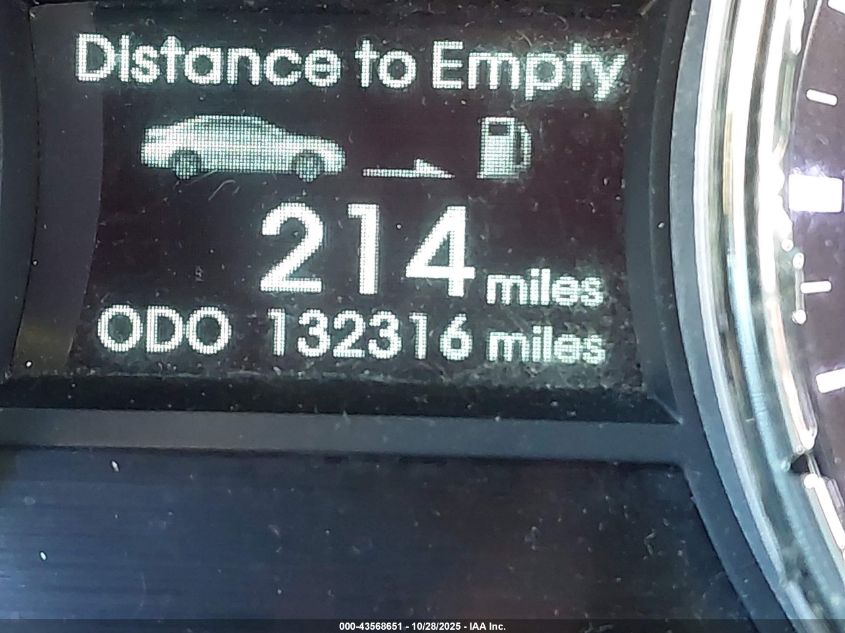 Distance to Empty
214 miles
ODO 132316 miles
000-43568651 - 10/28/2025 - IAA Inc.